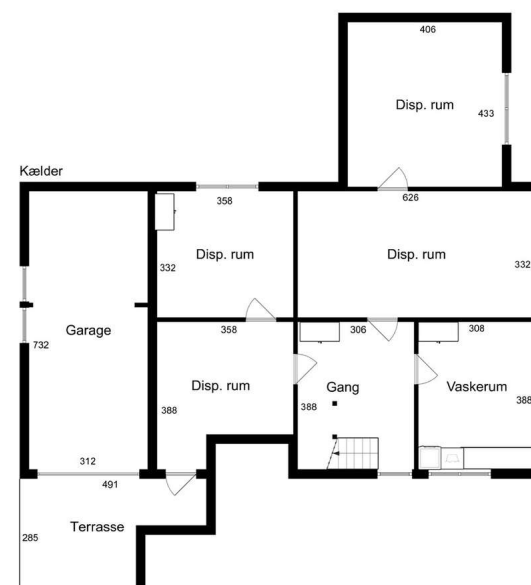 406
Disp. rum
433
Kælder
358
626
Disp. rum
Disp. rum
332
332
Garage
732
358
306
308
Disp. rum
Gang
Vaskerum
388
388
388
312
491
Terrasse
285